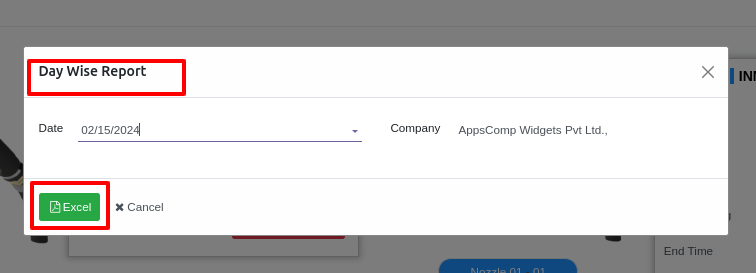 Day Wise Report
INN
Date 02/15/2024 Company AppsComp Widgets Pvt Ltd.,
Excel Cancel
End Time
Nozzle 01 - 01